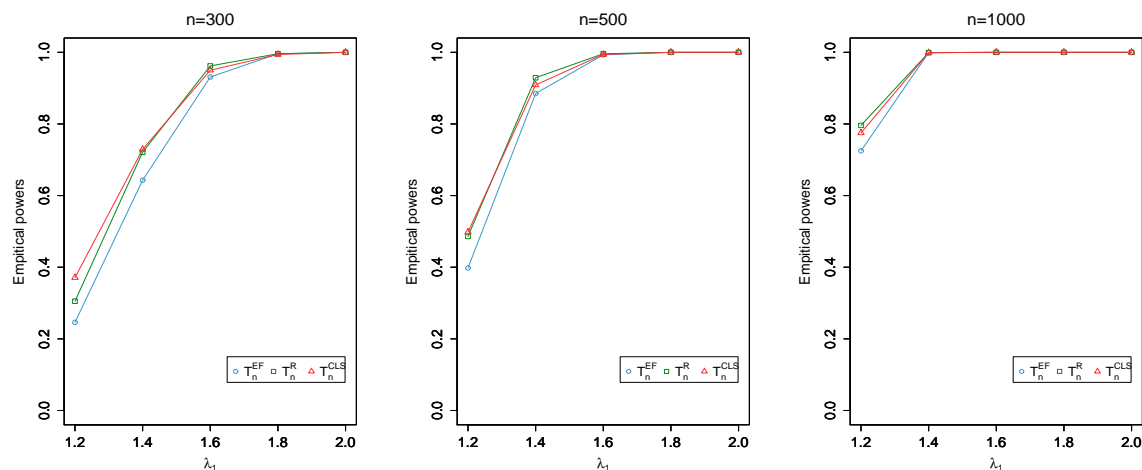 n=300
Empitical powers
1.0
0.8
0.6
0.4
0.2
0.0
T_n^EF T_n^R T_n^CLS
1.2 1.4 1.6 1.8 2.0
λ₁
n=500
Empitical powers
1.0
0.8
0.6
0.4
0.2
0.0
T_n^EF T_n^R T_n^CLS
1.2 1.4 1.6 1.8 2.0
λ₁
n=1000
Empitical powers
1.0
0.8
0.6
0.4
0.2
0.0
T_n^EF T_n^R T_n^CLS
1.2 1.4 1.6 1.8 2.0
λ₁